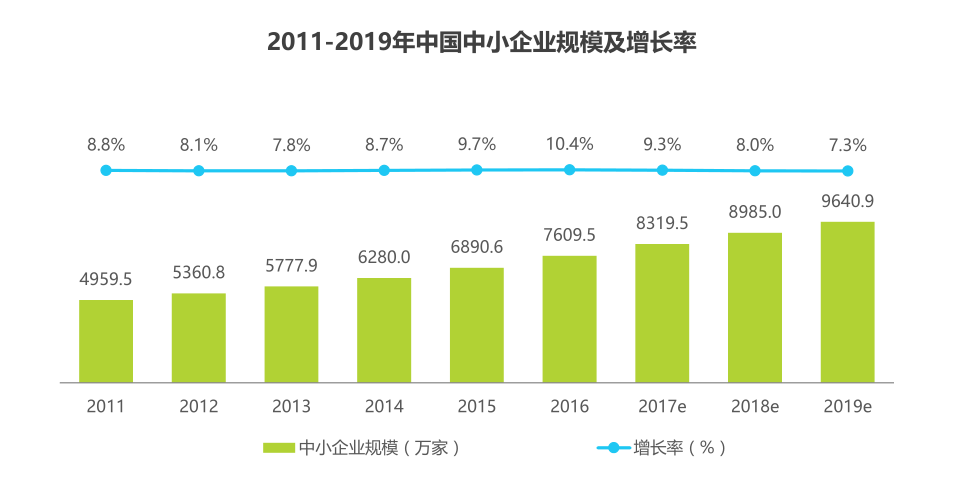 2011-2019年中国中小企业规模及增长率
8.8% 8.1% 7.8% 8.7% 9.7% 10.4% 9.3% 8.0% 7.3%
4959.5 5360.8 5777.9 6280.0 6890.6 7609.5 8319.5 8985.0 9640.9
2011 2012 2013 2014 2015 2016 2017e 2018e 2019e
中小企业规模（万家） 增长率（%）